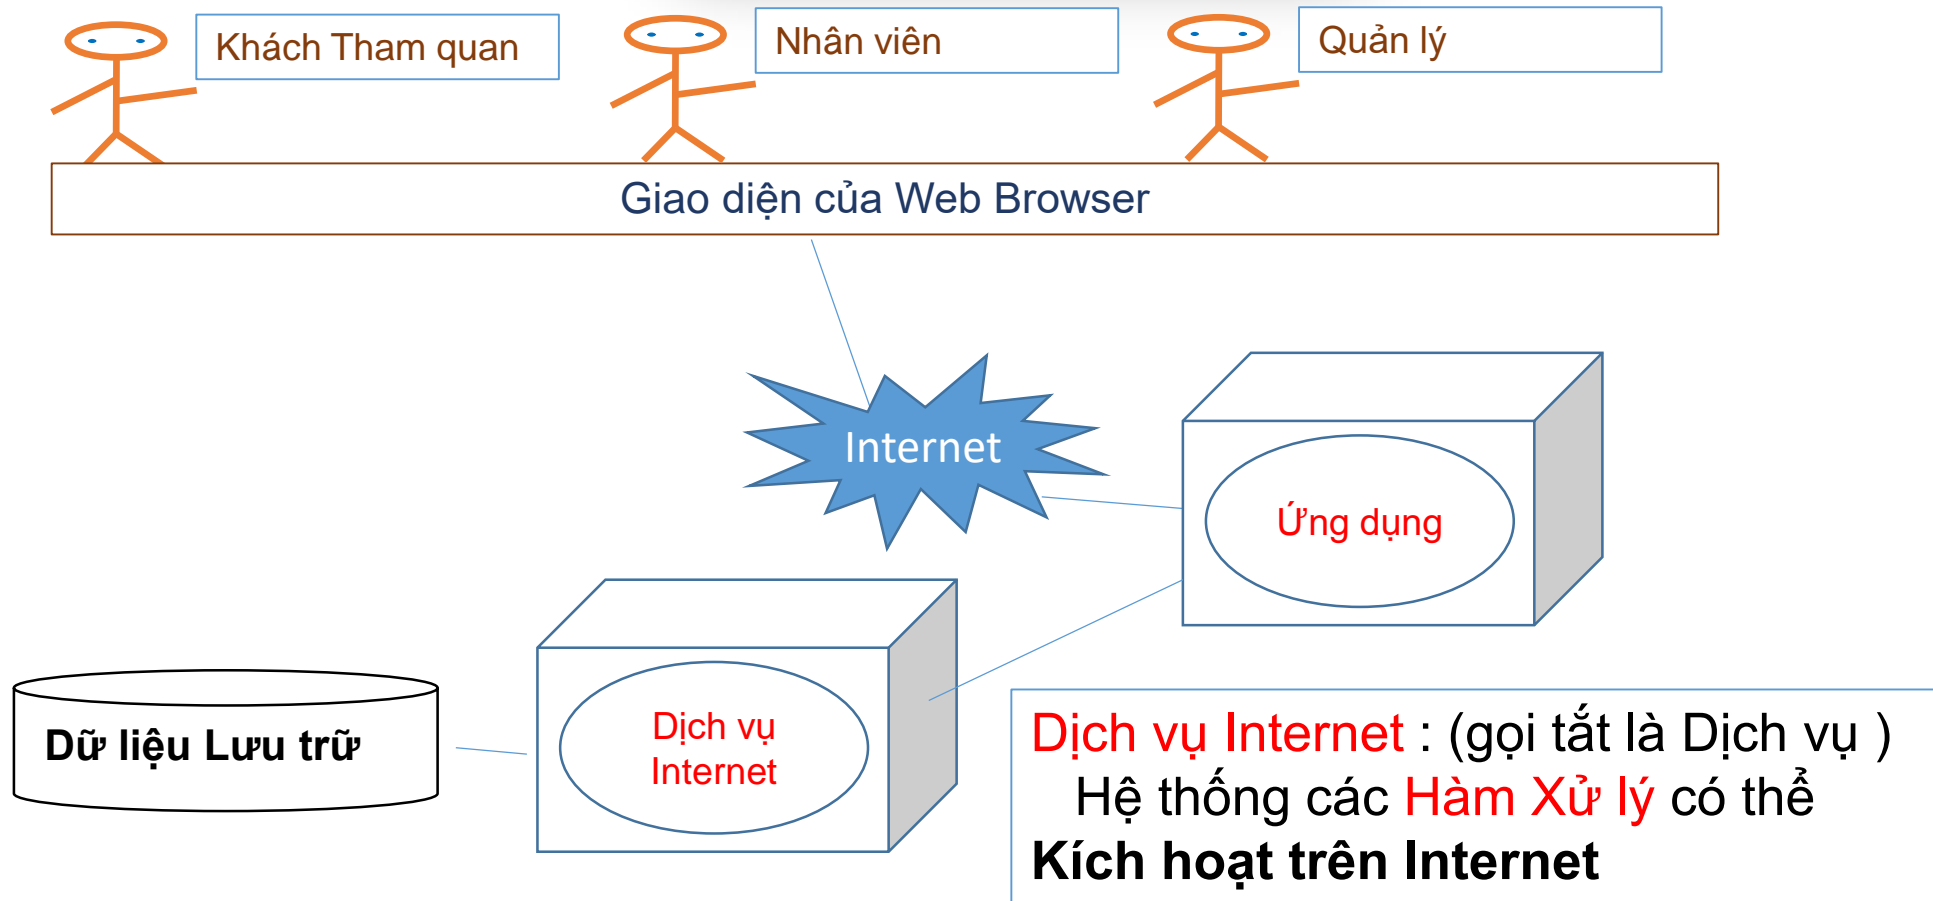 Khách Tham quan
Nhân viên
Quản lý
Giao diện của Web Browser
Internet
Ứng dụng
Dịch vụ
Internet
Dữ liệu Lưu trữ
Dịch vụ Internet : (gọi tắt là Dịch vụ )
Hệ thống các Hàm Xử lý có thể
Kích hoạt trên Internet